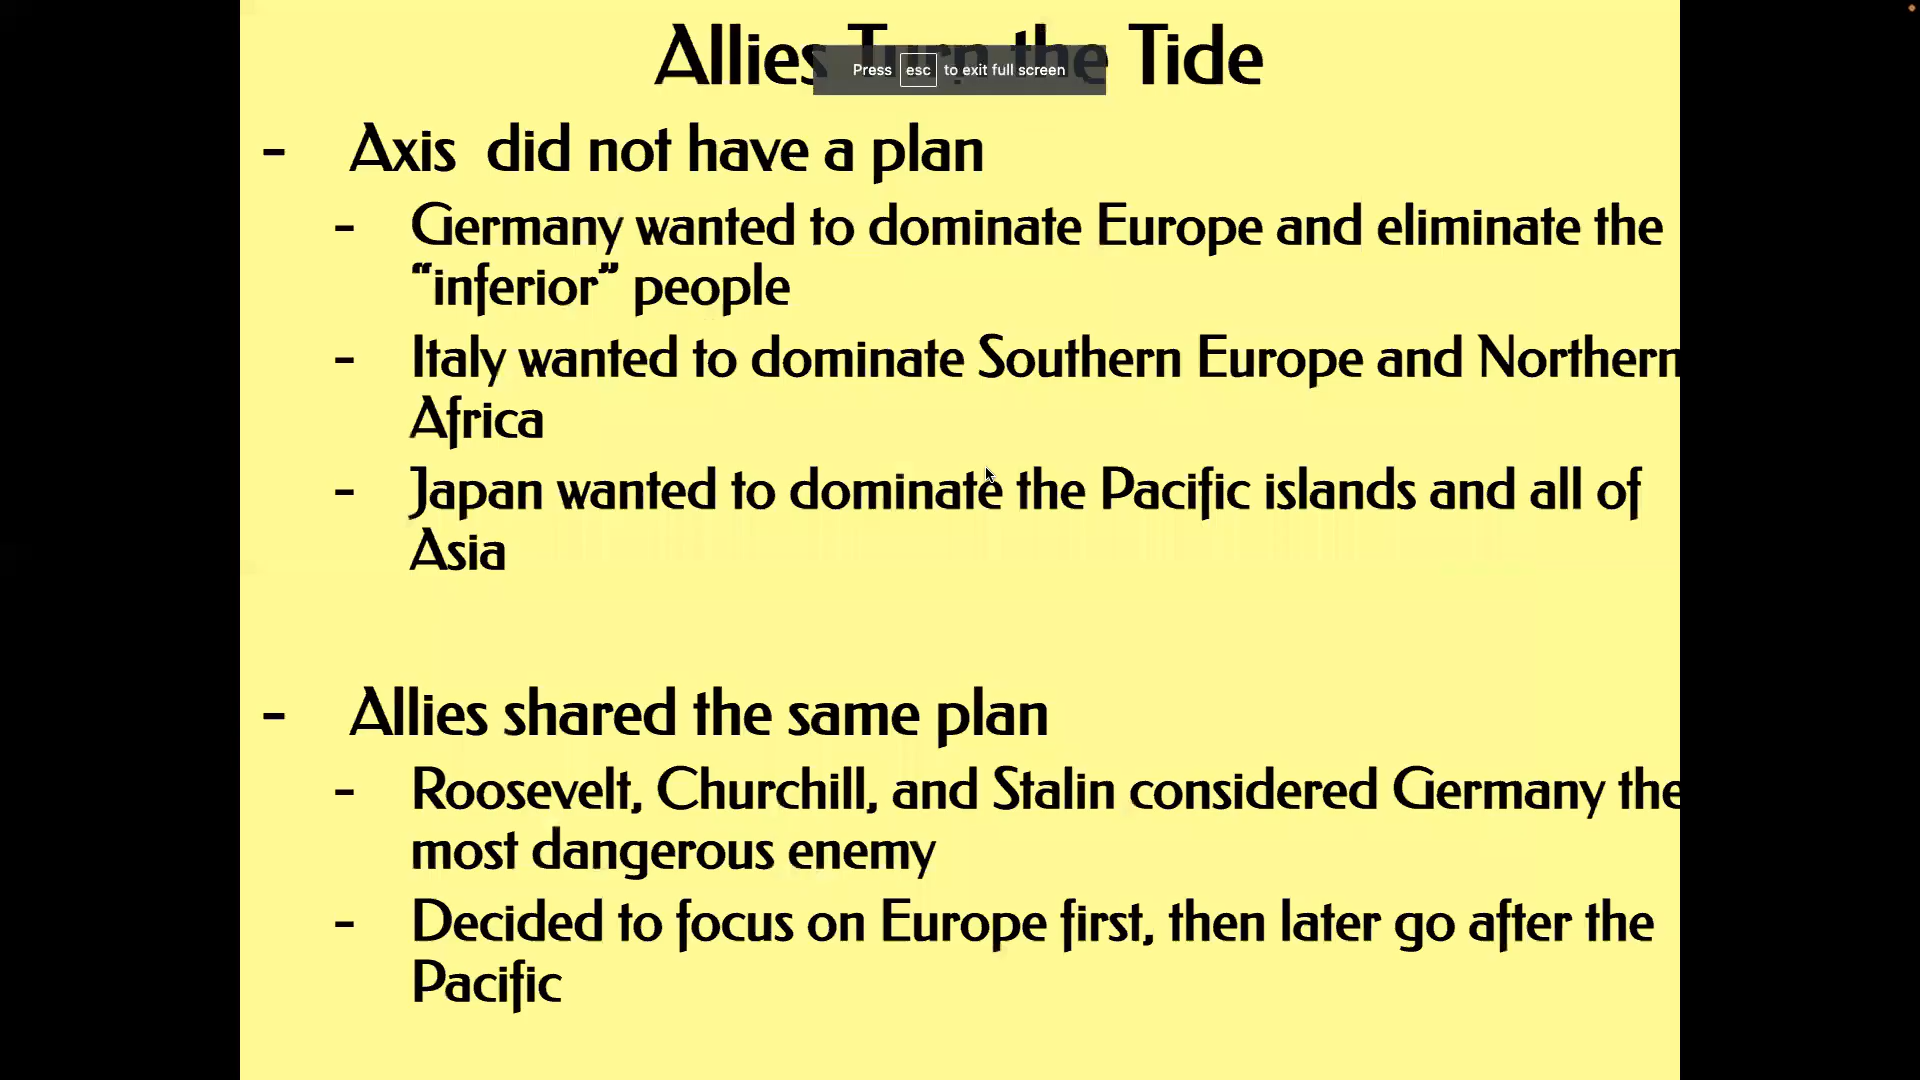 Allies Turn the Tide
Press esc to exit full screen
- Axis did not have a plan
- Germany wanted to dominate Europe and eliminate the
“inferior” people
- Italy wanted to dominate Southern Europe and Northern
Africa
- Japan wanted to dominate the Pacific islands and all of
Asia
- Allies shared the same plan
- Roosevelt, Churchill, and Stalin considered Germany the
most dangerous enemy
- Decided to focus on Europe first, then later go after the
Pacific